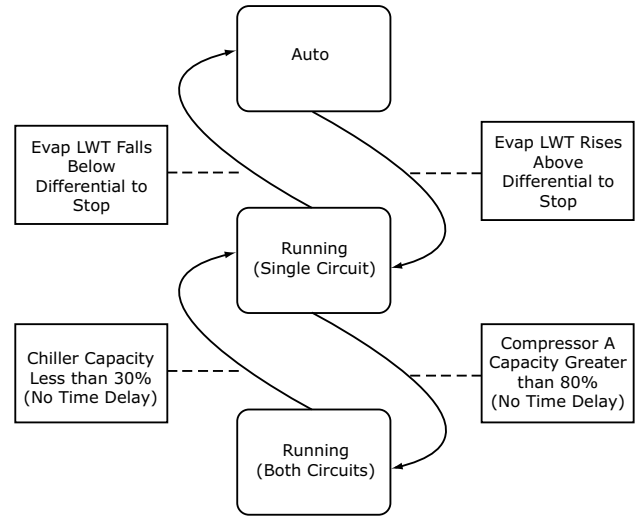 Auto
Evap LWT Falls
Below
Differential to
Stop
Evap LWT Rises
Above
Differential to
Stop
Running
(Single Circuit)
Chiller Capacity
Less than 30%
(No Time Delay)
Compressor A
Capacity Greater
than 80%
(No Time Delay)
Running
(Both Circuits)